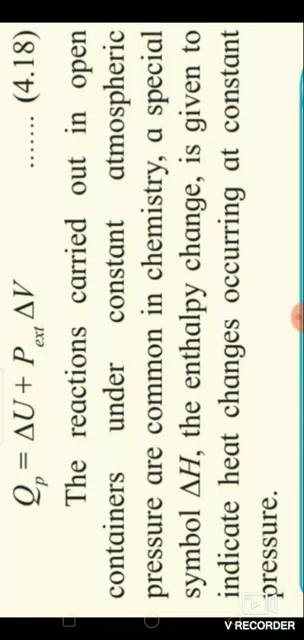 Qp = ΔU + Pext ΔV ........ (4.18)
The reactions carried out in open
containers under constant atmospheric
pressure are common in chemistry, a special
symbol ΔH, the enthalpy change, is given to
indicate heat changes occurring at constant
pressure.
V RECORDER